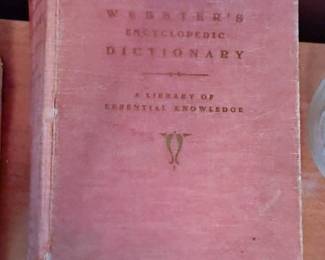 WEBSTER'S
ENCYCLOPEDIC
DICTIONARY
A LIBRARY OF
ESSENTIAL KNOWLEDGE